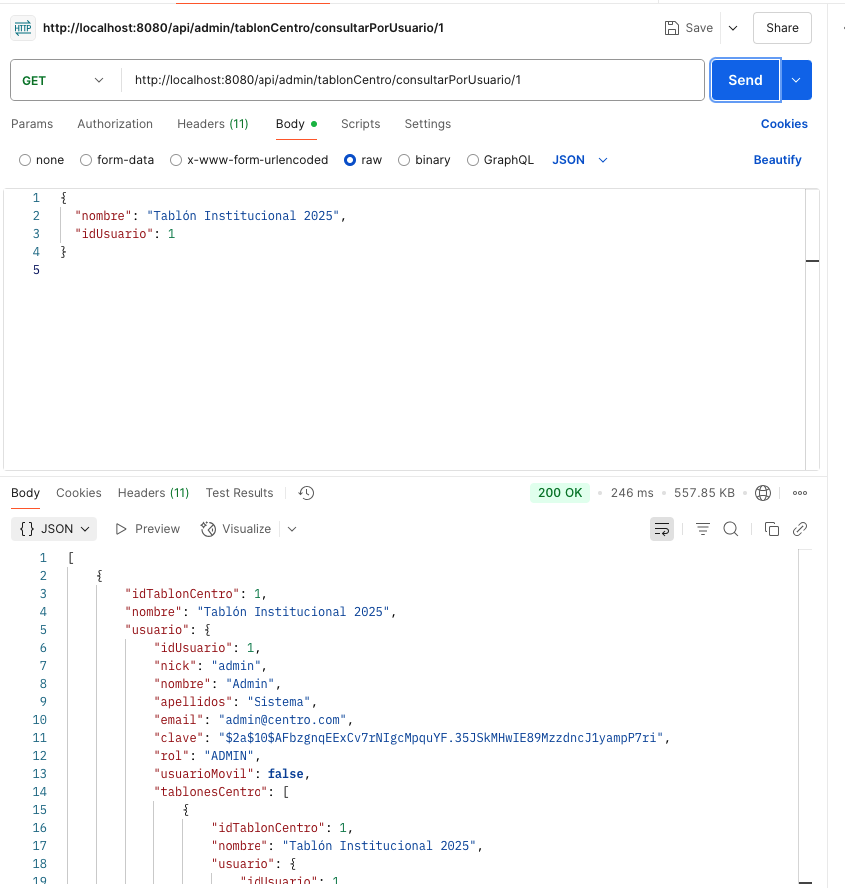 HTTP http://localhost:8080/api/admin/tablonCentro/consultarPorUsuario/1 Save Share
GET http://localhost:8080/api/admin/tablonCentro/consultarPorUsuario/1 Send
Params Authorization Headers (11) Body Scripts Settings Cookies
none form-data x-www-form-urlencoded raw binary GraphQL JSON Beautify
1 {
2 "nombre": "Tablón Institucional 2025",
3 "idUsuario": 1
4 }
5
Body Cookies Headers (11) Test Results 200 OK • 246 ms • 557.85 KB •
{} JSON Preview Visualize
1 [
2 {
3 "idTablonCentro": 1,
4 "nombre": "Tablón Institucional 2025",
5 "usuario": {
6 "idUsuario": 1,
7 "nick": "admin",
8 "nombre": "Admin",
9 "apellidos": "Sistema",
10 "email": "admin@centro.com",
11 "clave": "$2a$10$AFbzgnqEExCv7rNIgcMpquYF.35JSkMHwIE89MzzdncJ1yampP7ri",
12 "rol": "ADMIN",
13 "usuarioMovil": false,
14 "tablonesCentro": [
15 {
16 "idTablonCentro": 1,
17 "nombre": "Tablón Institucional 2025",
18 "usuario": {
19 "idUsuario": 1